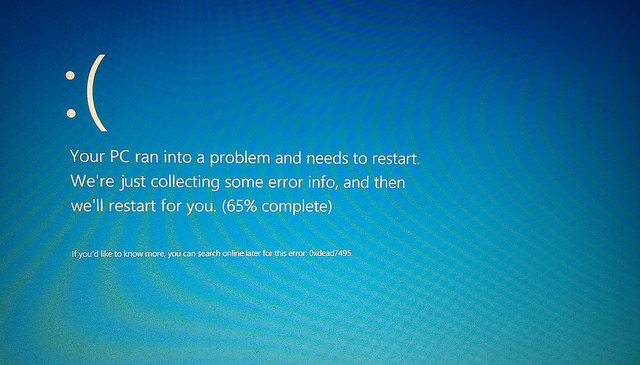 :(
Your PC ran into a problem and needs to restart.
We're just collecting some error info, and then
we'll restart for you. (65% complete)
If you'd like to know more, you can search online later for this error: 0xdead7495